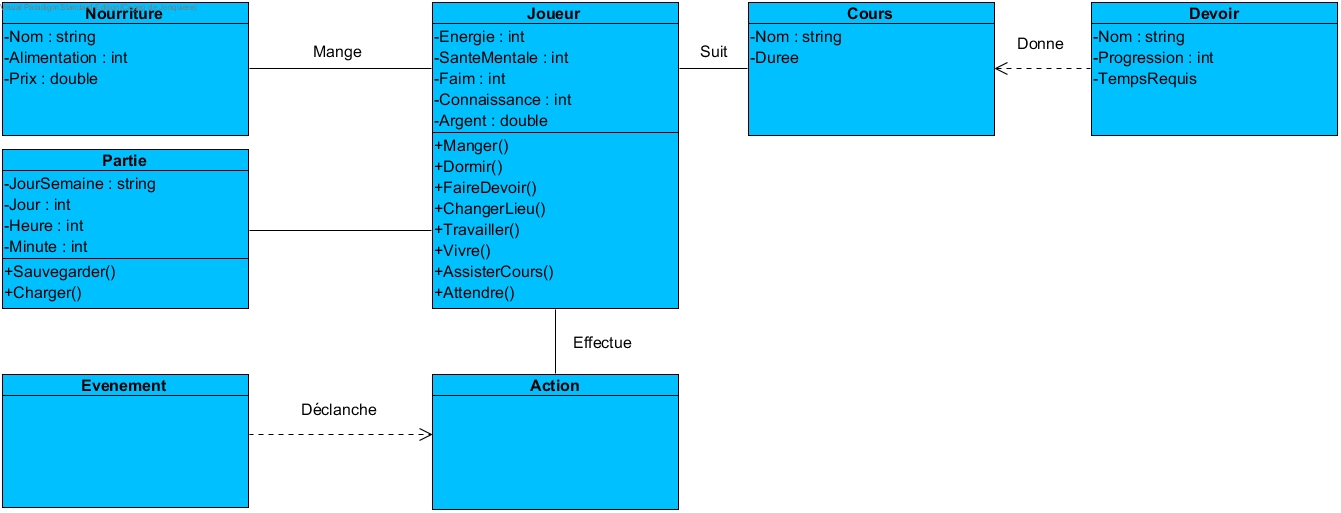 Nourriture
-Nom : string
-Alimentation : int
-Prix : double
Mange
Joueur
-Energie : int
-SanteMentale : int
-Faim : int
-Connaissance : int
-Argent : double
+Manger()
+Dormir()
+FaireDevoir()
+ChangerLieu()
+Travailler()
+Vivre()
+AssisterCours()
+Attendre()
Suit
Cours
-Nom : string
-Duree
Donne
Devoir
-Nom : string
-Progression : int
-TempsRequis
Partie
-JourSemaine : string
-Jour : int
-Heure : int
-Minute : int
+Sauvegarder()
+Charger()
Effectue
Evenement
Déclanche
Action